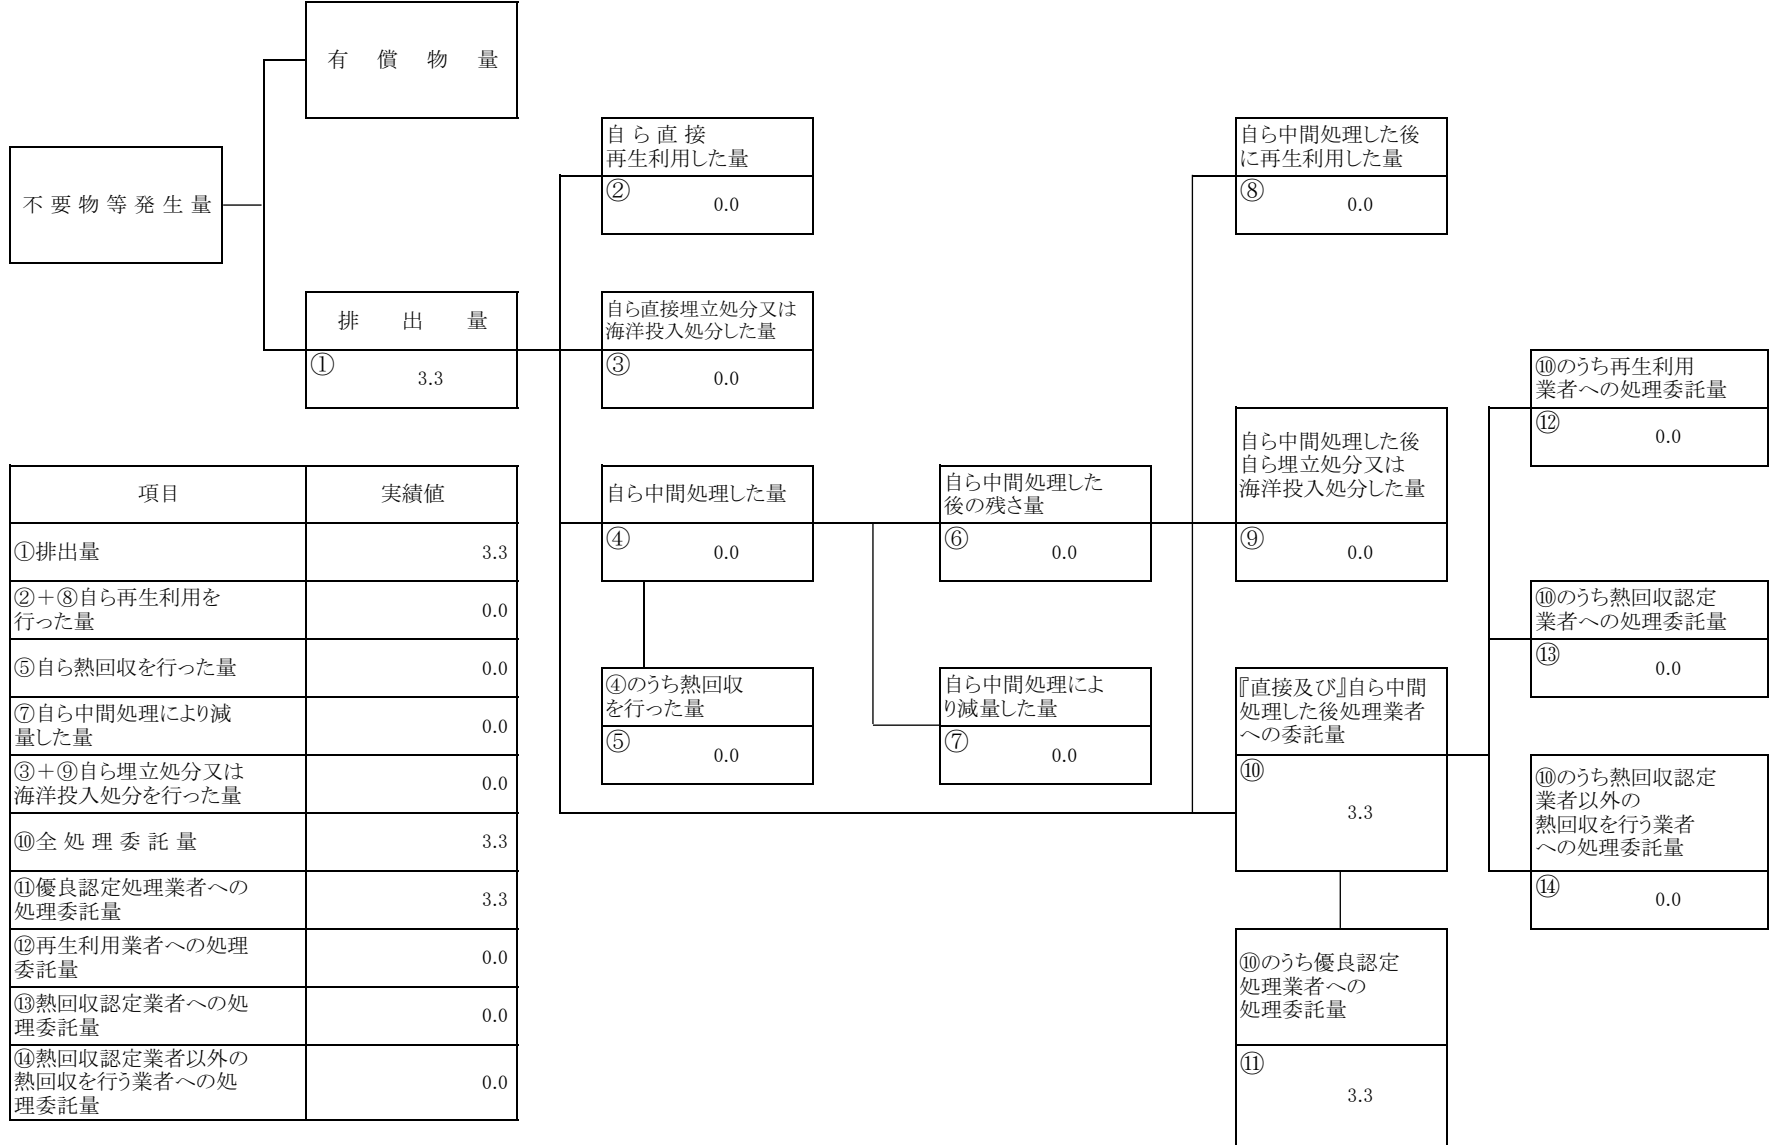 有償物量
自ら直接
再生利用した量
②
0.0
自ら中間処理した後
に再生利用した量
⑧
0.0
不要物等発生量
排出量
①
3.3
自ら直接埋立処分又は
海洋投入処分した量
③
0.0
⑩のうち再生利用
業者への処理委託量
⑫
0.0
自ら中間処理した量
④
0.0
自ら中間処理した
後の残さ量
⑥
0.0
自ら中間処理した後
自ら埋立処分又は
海洋投入処分した量
⑨
0.0
⑩のうち熱回収認定
業者への処理委託量
⑬
0.0
④のうち熱回収
を行った量
⑤
0.0
自ら中間処理によ
り減量した量
⑦
0.0
『直接及び』自ら中間
処理した後処理業者
への委託量
⑩
3.3
⑩のうち熱回収認定
業者以外の
熱回収を行う業者
への処理委託量
⑭
0.0
⑩のうち優良認定
処理業者への
処理委託量
⑪
3.3
項目 実績値
①排出量 3.3
②+⑧自ら再生利用を
行った量 0.0
⑤自ら熱回収を行った量 0.0
⑦自ら中間処理により減
量した量 0.0
③+⑨自ら埋立処分又は
海洋投入処分を行った量 0.0
⑩全処理委託量 3.3
⑪優良認定処理業者への
処理委託量 3.3
⑫再生利用業者への処理
委託量 0.0
⑬熱回収認定業者への処
理委託量 0.0
⑭熱回収認定業者以外の
熱回収を行う業者への処
理委託量 0.0